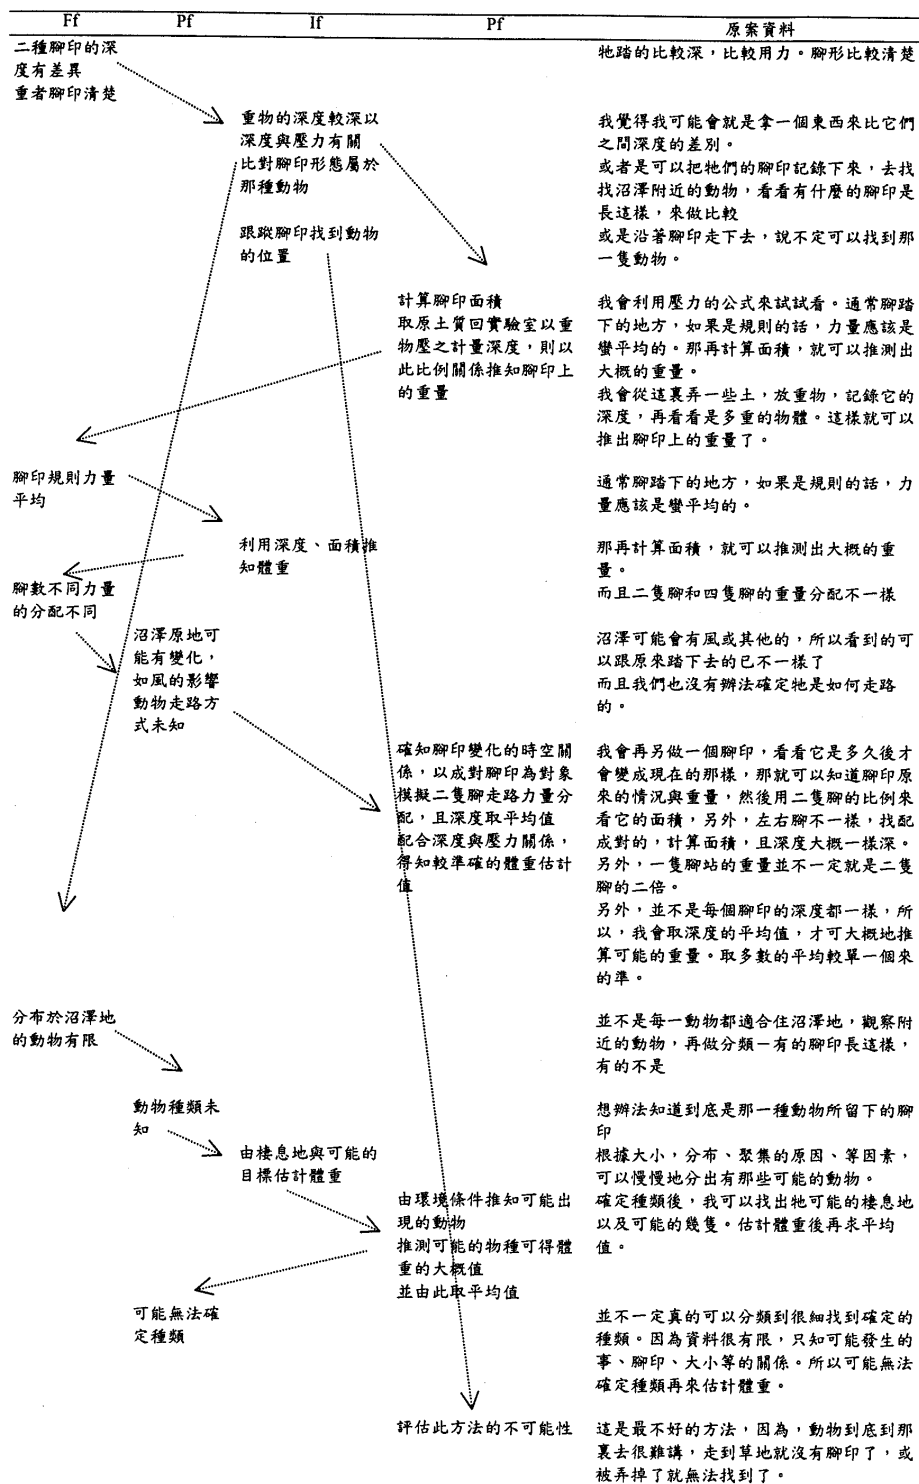 Ff Pf If Pf 原案資料
二種腳印的深
度有差異
重者腳印清楚
牠踏的比較深，比較用力。腳形比較清楚
重物的深度較深以
深度與壓力有關
比對腳印形態屬於
那種動物
跟蹤腳印找到動物
的位置
我覺得我可能會就是拿一個東西來比它們
之間深度的差別。
或者是可以把牠們的腳印記錄下來，去找
找沼澤附近的動物，看看有什麼的腳印是
長這樣，來做比較
或是沿著腳印走下去，說不定可以找到那
一隻動物。
計算腳印面積
取原土質回實驗室以重
物壓之計量深度，則以
此比例關係推知腳印上
的重量
我會利用壓力的公式來試試看。通常腳踏
下的地方，如果是規則的話，力量應該是
蠻平均的。那再計算面積，就可以推測出
大概的重量。
我會從這裏弄一些土，放重物，記錄它的
深度，再看看是多重的物體。這樣就可以
推出腳印上的重量了。
腳印規則力量
平均
通常腳踏下的地方，如果是規則的話，力
量應該是蠻平均的。
利用深度、面積推
知體重
那再計算面積，就可以推測出大概的重
量。
腳數不同力量
的分配不同
而且二隻腳和四隻腳的重量分配不一樣
沼澤原地可
能有變化，
如風的影響
動物走路方
式未知
沼澤可能會有風或其他的，所以看到的可
以跟原來踏下去的已不一樣了
而且我們也沒有辦法確定牠是如何走路
的。
確知腳印變化的時空關
係，以成對腳印為對象
模擬二隻腳走路力量分
配，且深度取平均值
配合深度與壓力關係，
得知較準確的體重估計
值
我會再另做一個腳印，看看它是多久後才
會變成現在的那樣，那就可以知道腳印原
來的情況與重量，然後用二隻腳的比例來
看它的面積，另外，左右腳不一樣，找配
成對的，計算面積，且深度大概一樣深。
另外，一隻腳站的重量並不一定就是二隻
腳的二倍。
另外，並不是每個腳印的深度都一樣，所
以，我會取深度的平均值，才可大概地推
算可能的重量。取多數的平均較單一個來
的準。
分布於沼澤地
的動物有限
並不是每一動物都適合住沼澤地，觀察附
近的動物，再做分類－有的腳印長這樣，
有的不是
動物種類未
知
想辦法知道到底是那一種動物所留下的腳
印
由棲息地與可能的
目標估計體重
根據大小，分布、聚集的原因、等因素，
可以慢慢地分出有那些可能的動物。
由環境條件推知可能出
現的動物
推測可能的物種可得體
重的大概值
並由此取平均值
確定種類後，我可以找出牠可能的棲息地
以及可能的幾隻。估計體重後再求平均
值。
可能無法確
定種類
並不一定真的可以分類到很細找到確定的
種類。因為資料很有限，只知可能發生的
事、腳印、大小等的關係。所以可能無法
確定種類再來估計體重。
評估此方法的不可能性
這是最不好的方法，因為，動物到底到那
裏去很難講，走到草地就沒有腳印了，或
被弄掉了就無法找到了。